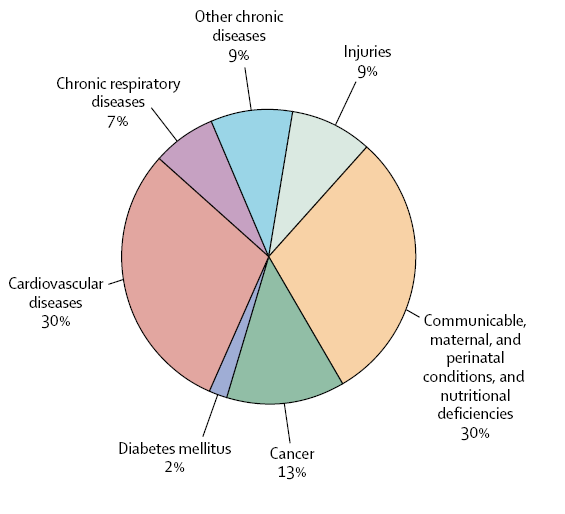 Other chronic
diseases
9%
Injuries
9%
Chronic respiratory
diseases
7%
Cardiovascular
diseases
30%
Communicable,
maternal, and
perinatal
conditions, and
nutritional
deficiencies
30%
Diabetes mellitus
2%
Cancer
13%